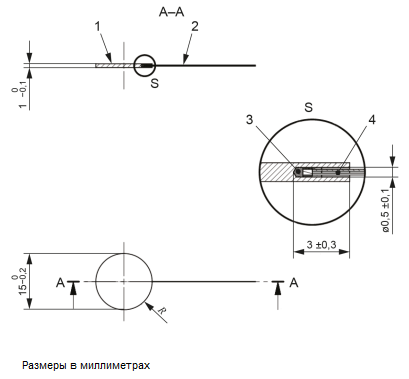 A–A
1
2
S
1 0 −0,1
S
3
4
ø0,5 ±0,1
3 ±0,3
15 0 −0,2
A
A
R
Размеры в миллиметрах